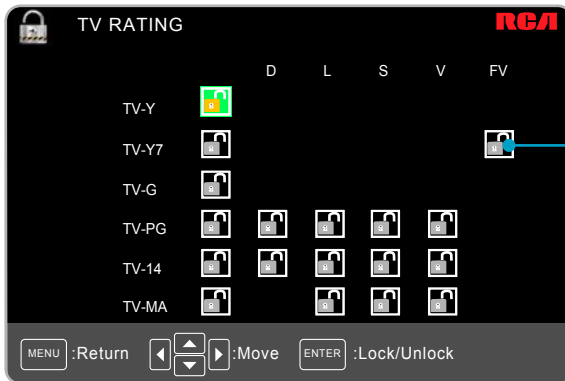 TV RATING RCA
D L S V FV
TV-Y
TV-Y7
TV-G
TV-PG
TV-14
TV-MA
MENU :Return :Move ENTER :Lock/Unlock